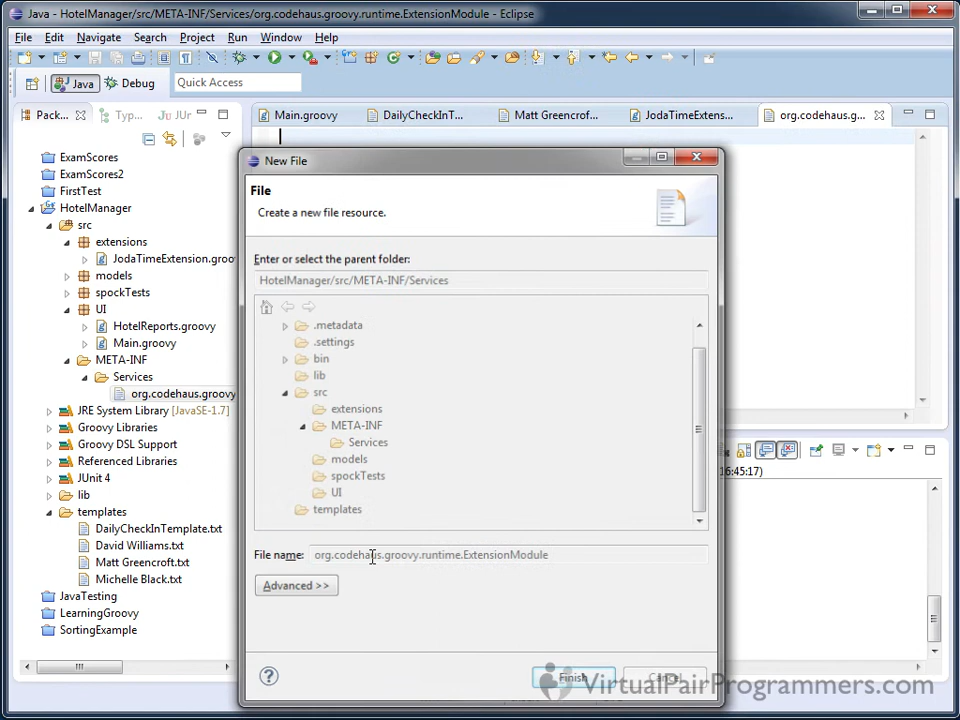 Java - HotelManager/src/META-INF/Services/org.codehaus.groovy.runtime.ExtensionModule - Eclipse
File Edit Navigate Search Project Run Window Help
Java Debug Quick Access
Pack... Typ... JUr
Main.groovy DailyCheckInT... Matt Greencrof... JodaTimeExtens... org.codehaus.g...
ExamScores
ExamScores2
FirstTest
HotelManager
src
extensions
JodaTimeExtension.groo
models
spockTests
UI
HotelReports.groovy
Main.groovy
META-INF
Services
org.codehaus.groovy
JRE System Library [JavaSE-1.7]
Groovy Libraries
Groovy DSL Support
Referenced Libraries
JUnit 4
lib
templates
DailyCheckInTemplate.txt
David Williams.txt
Matt Greencroft.txt
Michelle Black.txt
JavaTesting
LearningGroovy
SortingExample
New File
File
Create a new file resource.
Enter or select the parent folder:
HotelManager/src/META-INF/Services
.metadata
.settings
bin
lib
src
extensions
META-INF
Services
models
spockTests
UI
templates
File name: org.codehaus.groovy.runtime.ExtensionModule
Advanced >>
Finish Cancel
16:45:17)
VirtualPairProgrammers.com